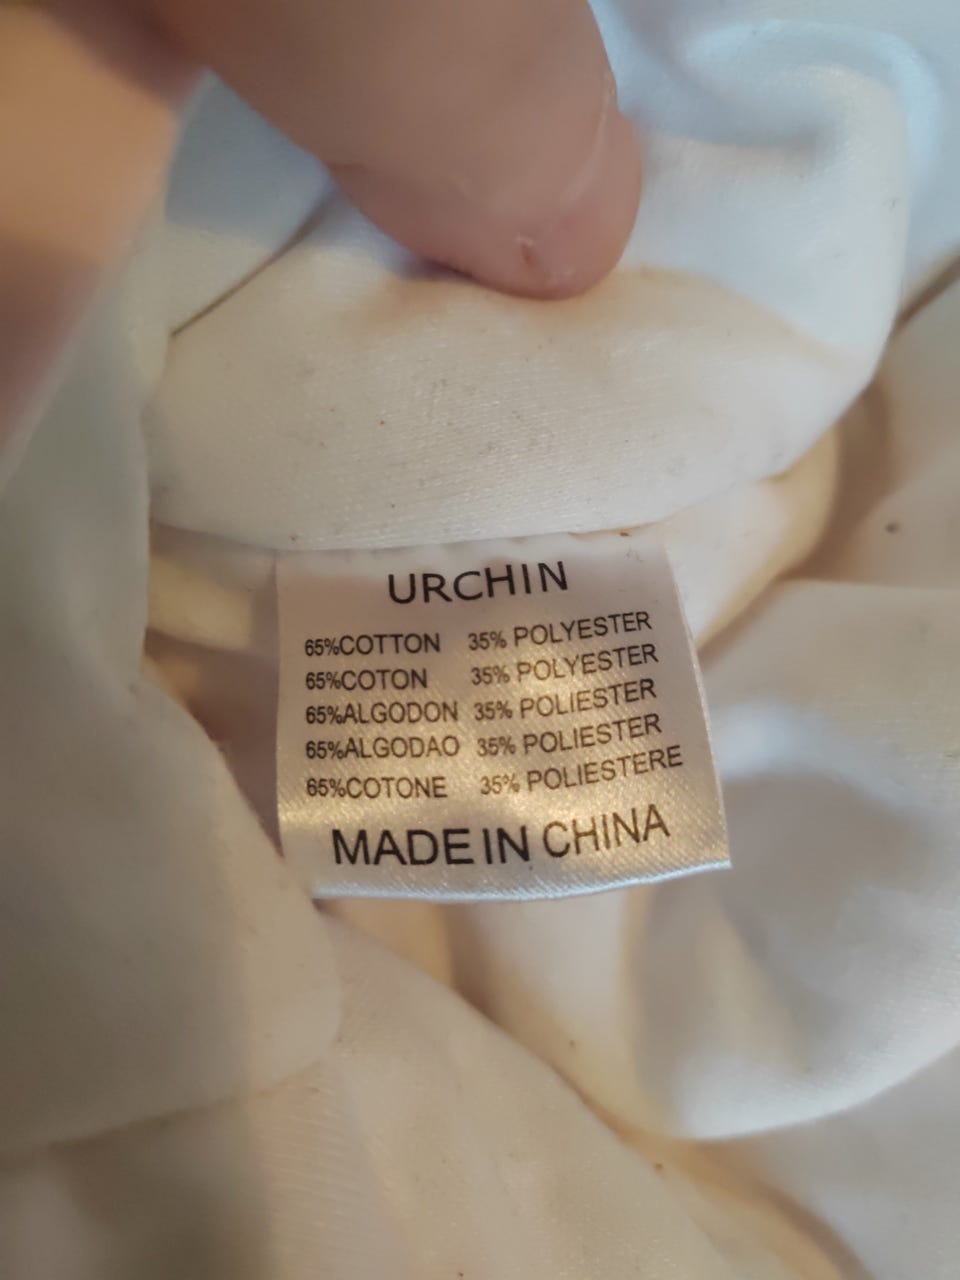 URCHIN
65%COTTON 35% POLYESTER
65%COTON 35% POLYESTER
65%ALGODON 35% POLIESTER
65%ALGODAO 35% POLIESTER
65%COTONE 35% POLIESTERE
MADE IN CHINA